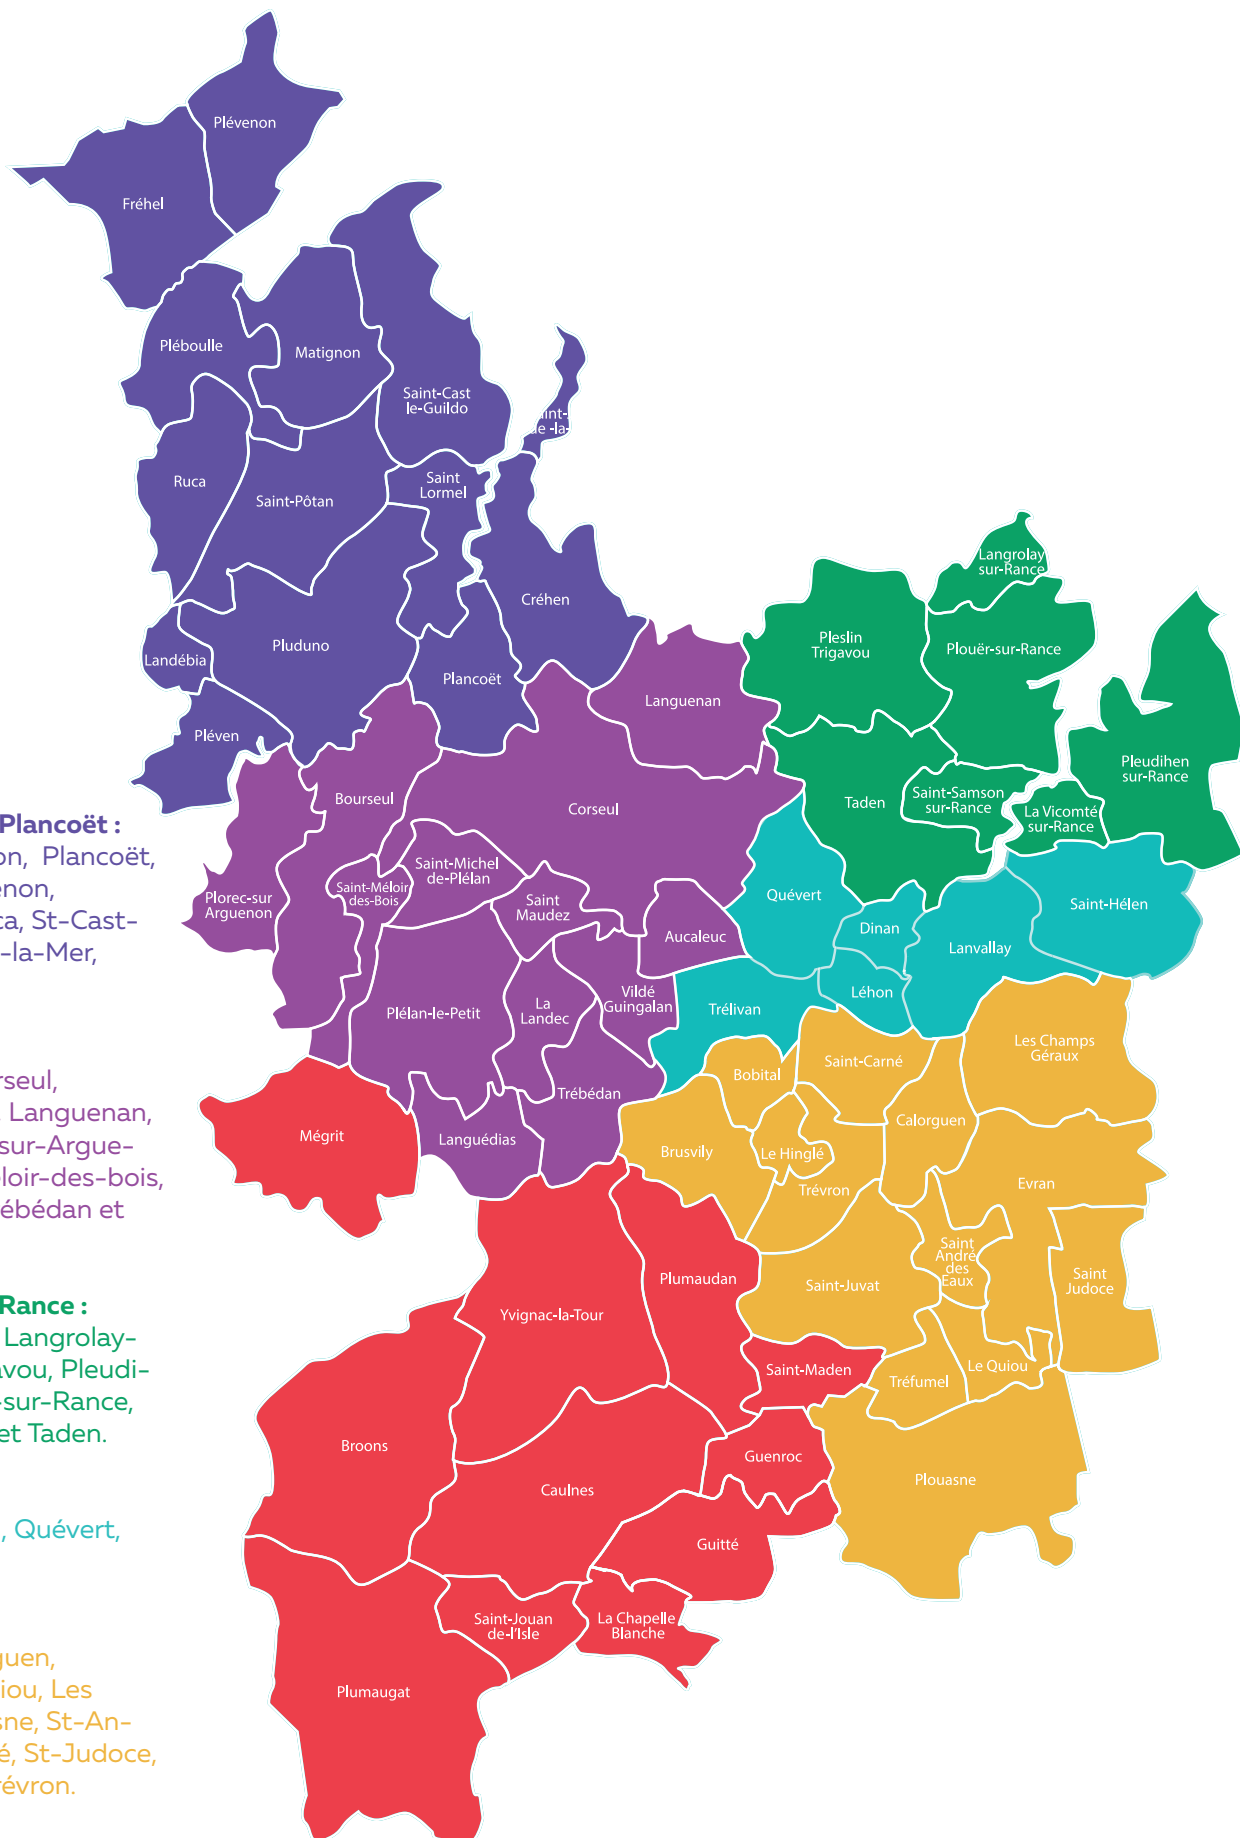 Plévenon
Fréhel
Pléboulle
Matignon
Saint-Cast
le-Guildo
Ruca
Saint-Pôtan
Saint
Lormel
Créhen
Langrolay
sur-Rance
Pleslin
Trigavou
Plouër-sur-Rance
Landébia
Pluduno
Plancoët
Languenan
Pléven
Pleudihen
sur-Rance
Bourseul
Corseul
Taden
Saint-Samson
sur-Rance
La Vicomté
sur-Rance
Plancoët :
on, Plancoët,
enon,
ca, St-Cast-
-la-Mer,
Plorec-sur
Arguenon
Saint-Méloir
des-Bois
Saint-Michel
de-Plélan
Saint
Maudez
Aucaleuc
Quévert
Dinan
Lanvallay
Saint-Hélen
Plélan-le-Petit
La
Landec
Vildé
Guingalan
Trélivan
Léhon
Les Champs
Géraux
Saint-Carné
Bobital
Trébédan
Calorguen
Mégrit
Languédias
Brusvily
Le Hinglé
Trévron
Evran
rseul,
, Languenan,
sur-Argue-
éloir-des-bois,
rébédan et
Plumaudan
Saint-Juvat
Saint
André
des
Eaux
Saint
Judoce
Yvignac-la-Tour
Rance :
Langrolay-
avou, Pleudi-
-sur-Rance,
et Taden.
Saint-Maden
Tréfumel
Le Quiou
Broons
Guenroc
Plouasne
Caulnes
Guitté
, Quévert,
Saint-Jouan
de-l'Isle
La Chapelle
Blanche
Plumaugat
guen,
iou, Les
sne, St-An-
é, St-Judoce,
révron.